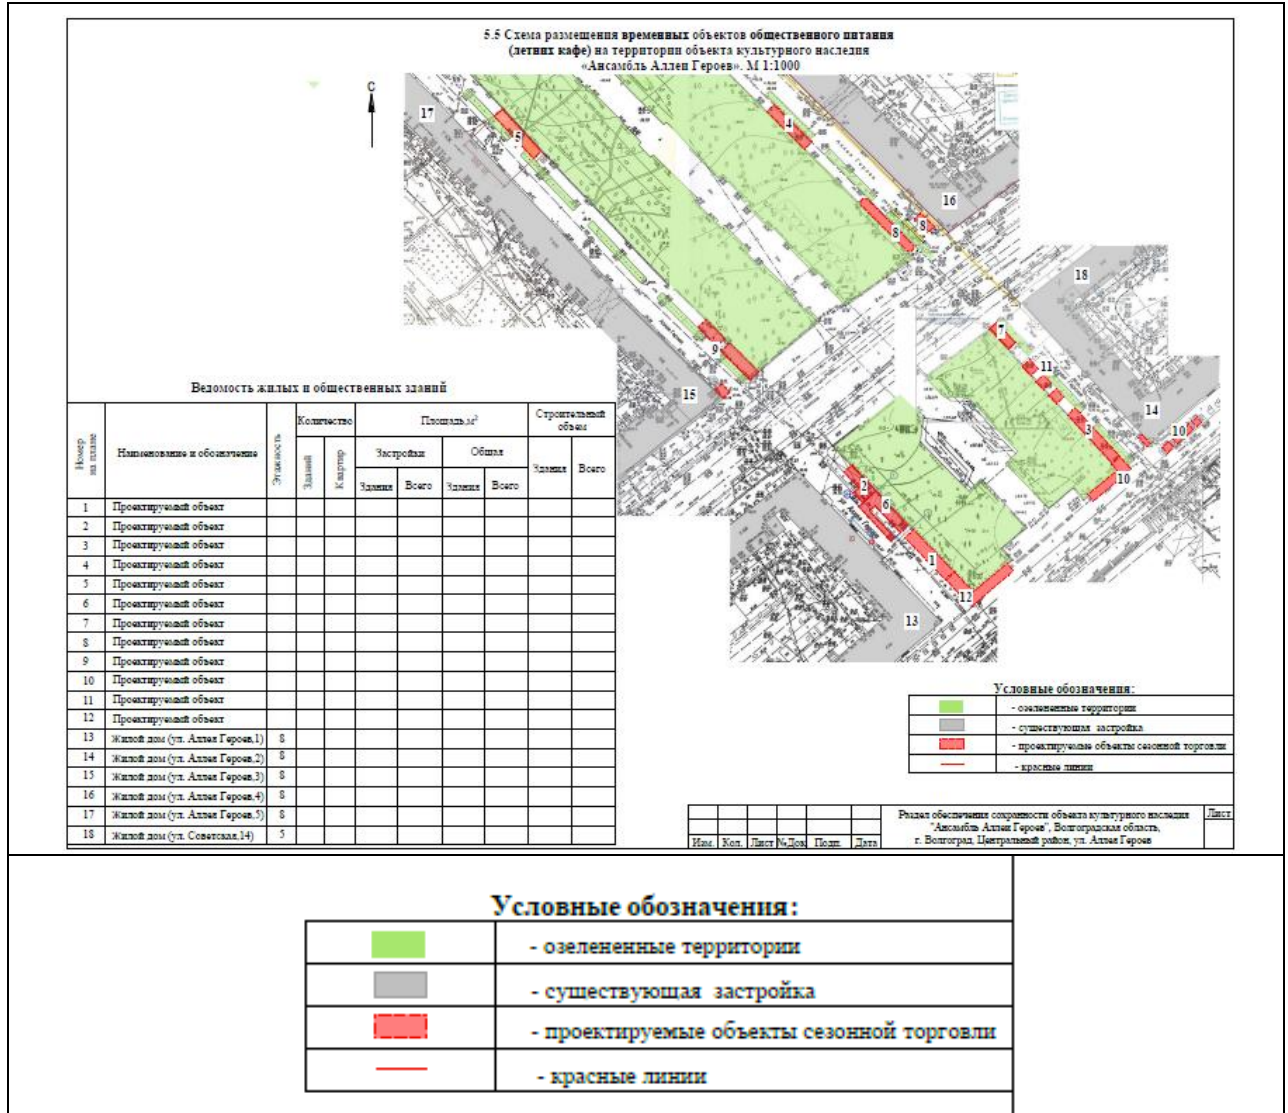 5.5 Схема размещения временных объектов общественного питания
(летних кафе) на территории объекта культурного наследия
«Ансамбль Аллеи Героев». М 1:1000
С
17
5
4
16
8
8
18
7
9
11
15
14
3
10
10
2
6
1
12
13
Ведомость жилых и общественных зданий
Номер на плане
Наименование и обозначение
Этажность
Количество
Зданий
Квартир
Площадь,м²
Застройки
Общая
Здания
Всего
Здания
Всего
Строительный объем
Здания
Всего
1 Проектируемый объект
2 Проектируемый объект
3 Проектируемый объект
4 Проектируемый объект
5 Проектируемый объект
6 Проектируемый объект
7 Проектируемый объект
8 Проектируемый объект
9 Проектируемый объект
10 Проектируемый объект
11 Проектируемый объект
12 Проектируемый объект
13 Жилой дом (ул. Аллея Героев,1) 8
14 Жилой дом (ул. Аллея Героев,2) 8
15 Жилой дом (ул. Аллея Героев,3) 8
16 Жилой дом (ул. Аллея Героев,4) 8
17 Жилой дом (ул. Аллея Героев,5) 8
18 Жилой дом (ул. Советская,14) 5
Условные обозначения:
- озелененные территории
- существующая застройка
- проектируемые объекты сезонной торговли
- красные линии
Изм. Кол. Лист №Док Подп. Дата
Раздел обеспечения сохранности объекта культурного наследия
"Ансамбль Аллеи Героев", Волгоградская область,
г. Волгоград, Центральный район, ул. Аллея Героев
Лист
Условные обозначения:
- озелененные территории
- существующая застройка
- проектируемые объекты сезонной торговли
- красные линии